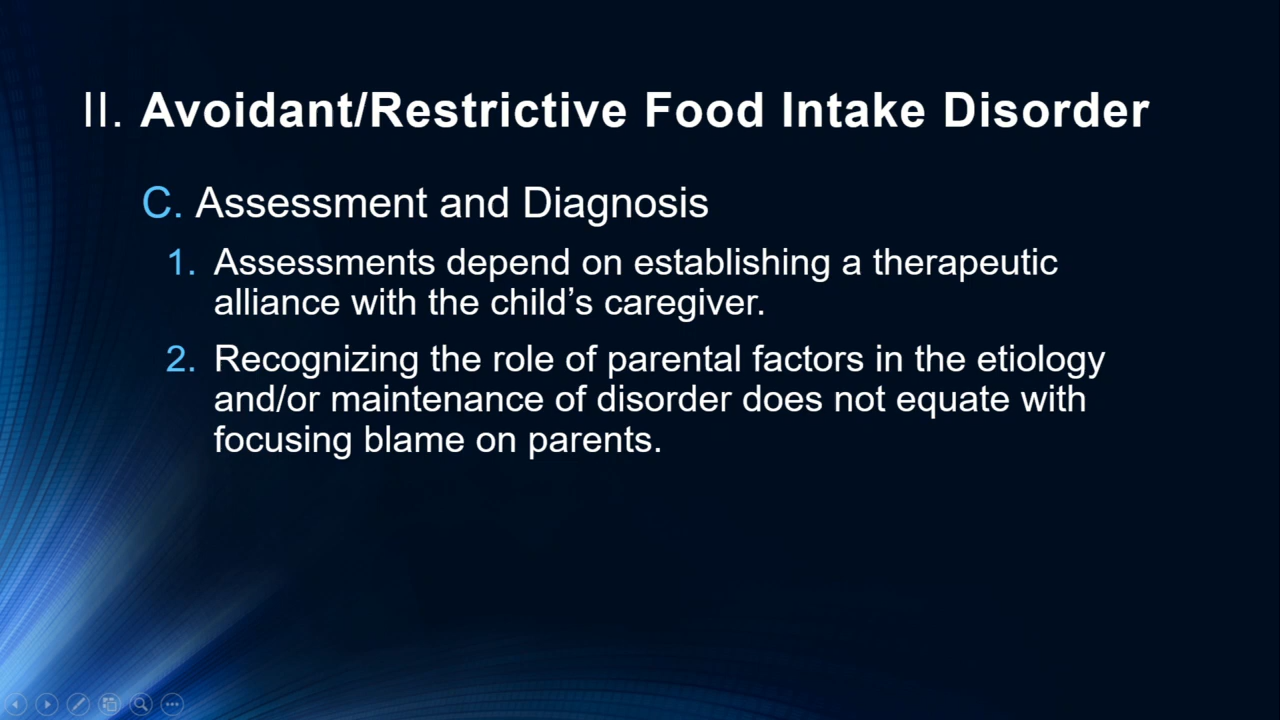 II. Avoidant/Restrictive Food Intake Disorder
C. Assessment and Diagnosis
1. Assessments depend on establishing a therapeutic
alliance with the child’s caregiver.
2. Recognizing the role of parental factors in the etiology
and/or maintenance of disorder does not equate with
focusing blame on parents.